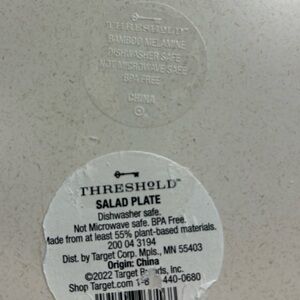 THRESHOLD™
BAMBOO MELAMINE
DISHWASHER SAFE
NOT MICROWAVE SAFE
BPA FREE
CHINA
THRESHOLD™
SALAD PLATE
Dishwasher safe.
Not Microwave safe. BPA Free.
Made from at least 55% plant-based materials.
200 04 3194
Dist. by Target Corp. Mpls., MN 55403
Origin: China
©2022 Target Brands, Inc.
Shop Target.com 440-0680